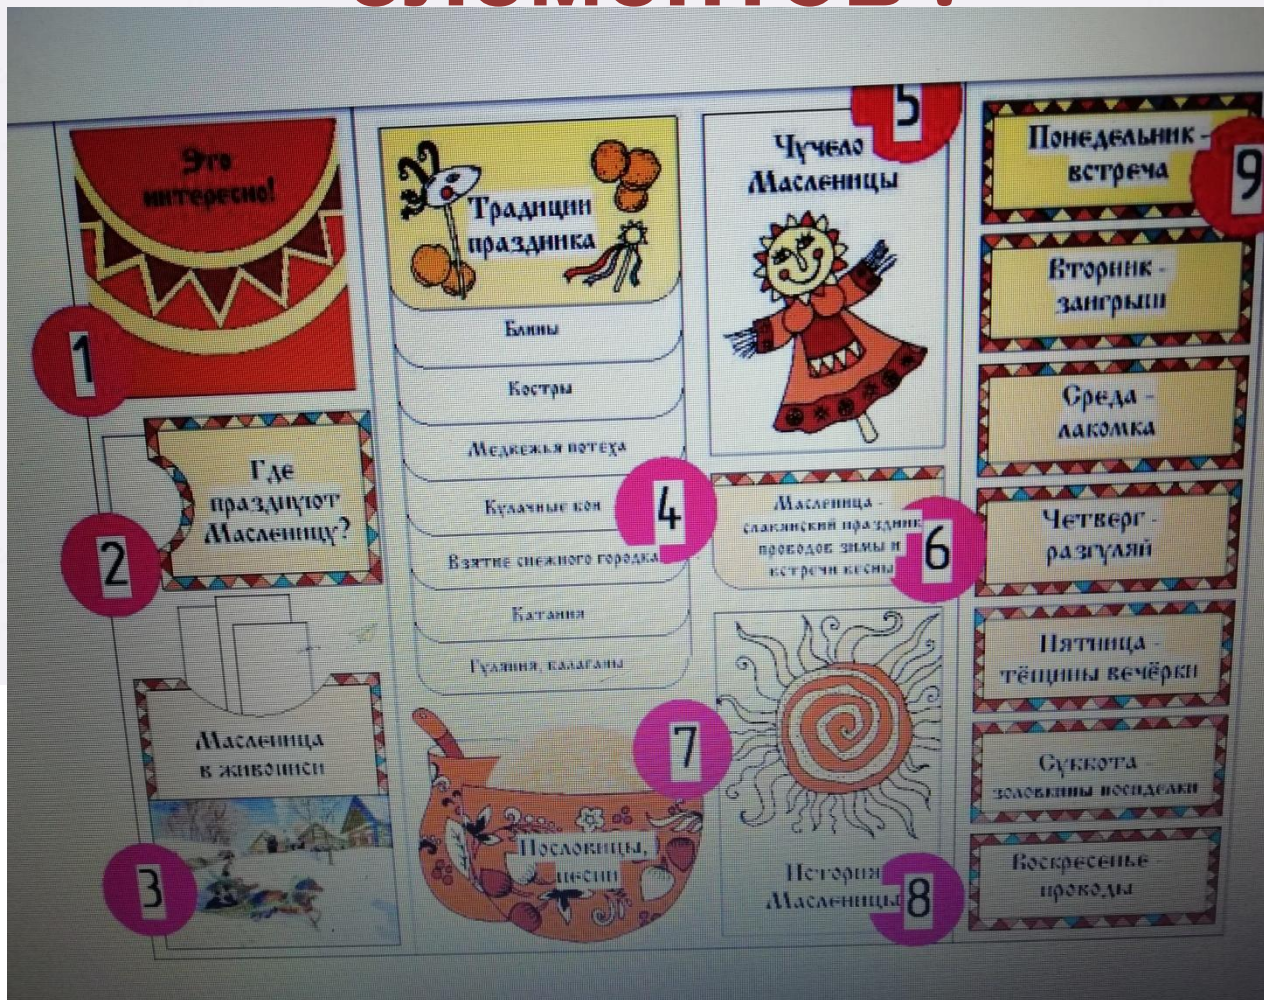 Это
интересно!
1
Где
празднуют
Масленицу?
2
Масленица
в живописи
3
Традиции
праздника
Блины
Костры
Медвежья потеха
Кулачные бои
4
Взятие снежного городка
Катания
Гуляния, балаганы
7
Пословицы,
песни
5
Чучело
Масленицы
Масленица -
славянский праздник
проводов зимы и
встречи весны
6
История
Масленицы
8
Понедельник -
встреча
9
Вторник -
заигрыш
Среда -
лакомка
Четверг -
разгуляй
Пятница -
тёщины вечёрки
Суббота -
золовкины посиделки
Воскресенье -
проводы